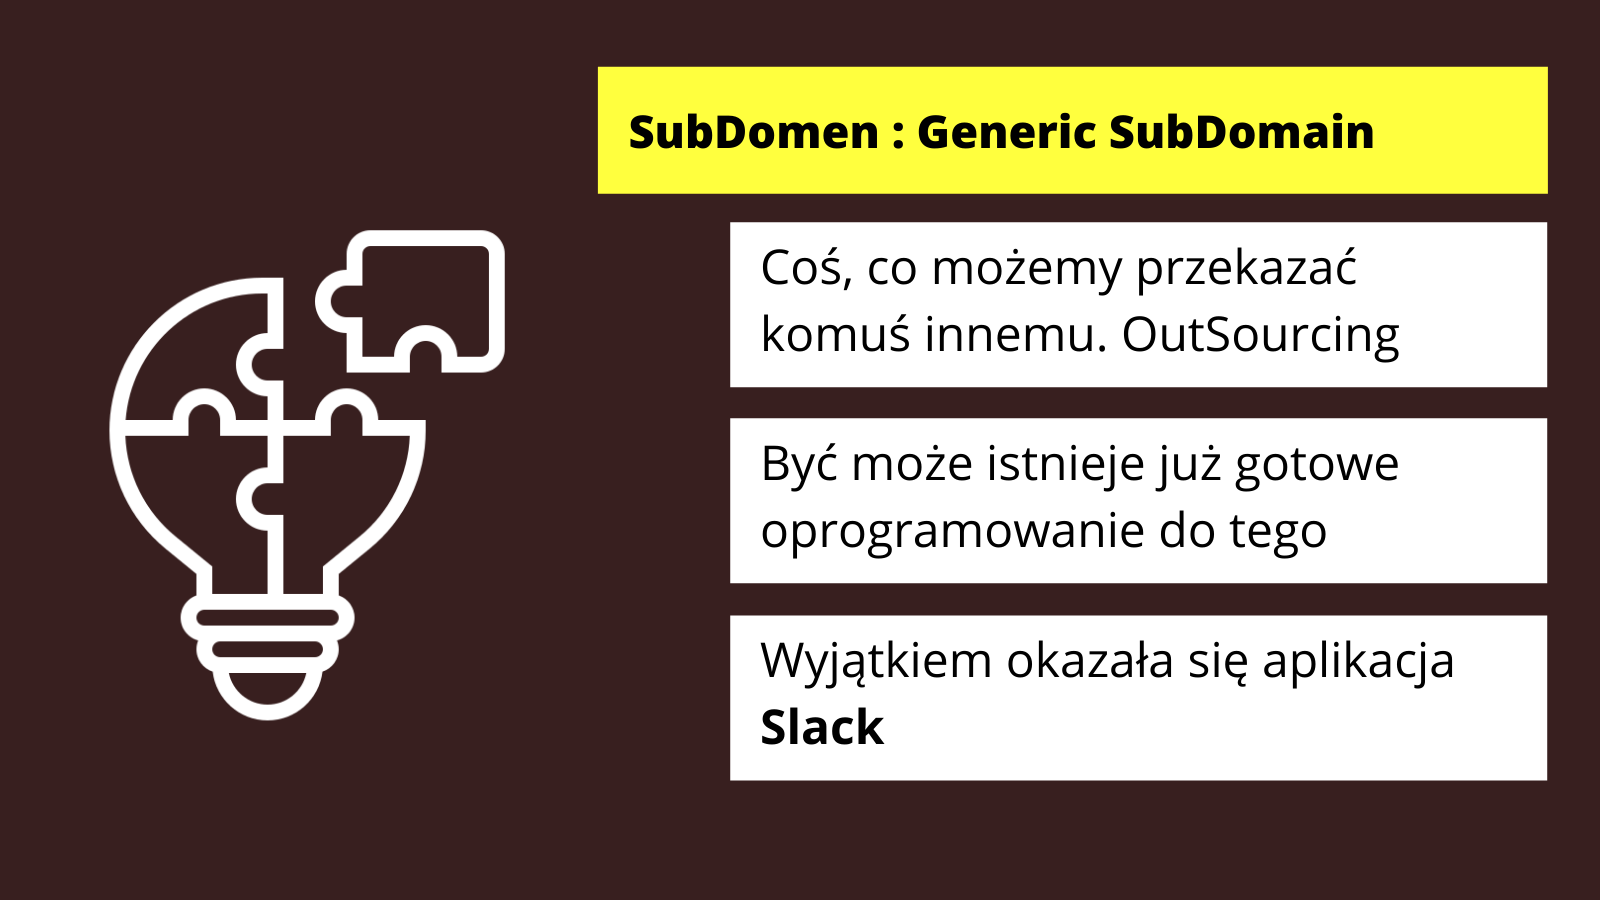 SubDomen : Generic SubDomain
Coś, co możemy przekazać
komuś innemu. OutSourcing
Być może istnieje już gotowe
oprogramowanie do tego
Wyjątkiem okazała się aplikacja
Slack